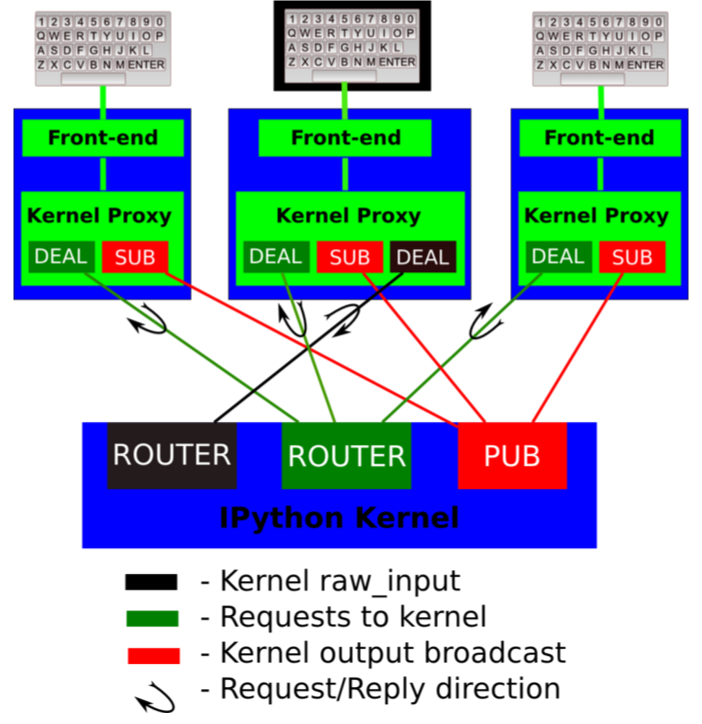 1 2 3 4 5 6 7 8 9 0
Q W E R T Y U I O P
A S D F G H J K L
Z X C V B N M ENTER
1 2 3 4 5 6 7 8 9 0
Q W E R T Y U I O P
A S D F G H J K L
Z X C V B N M ENTER
1 2 3 4 5 6 7 8 9 0
Q W E R T Y U I O P
A S D F G H J K L
Z X C V B N M ENTER
Front-end
Front-end
Front-end
Kernel Proxy
Kernel Proxy
Kernel Proxy
DEAL SUB
DEAL SUB DEAL
DEAL SUB
ROUTER ROUTER PUB
IPython Kernel
- Kernel raw_input
- Requests to kernel
- Kernel output broadcast
- Request/Reply direction